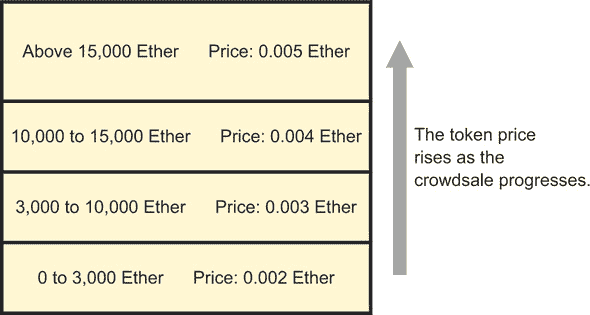 Above 15,000 Ether Price: 0.005 Ether
10,000 to 15,000 Ether Price: 0.004 Ether
3,000 to 10,000 Ether Price: 0.003 Ether
0 to 3,000 Ether Price: 0.002 Ether
The token price
rises as the
crowdsale progresses.